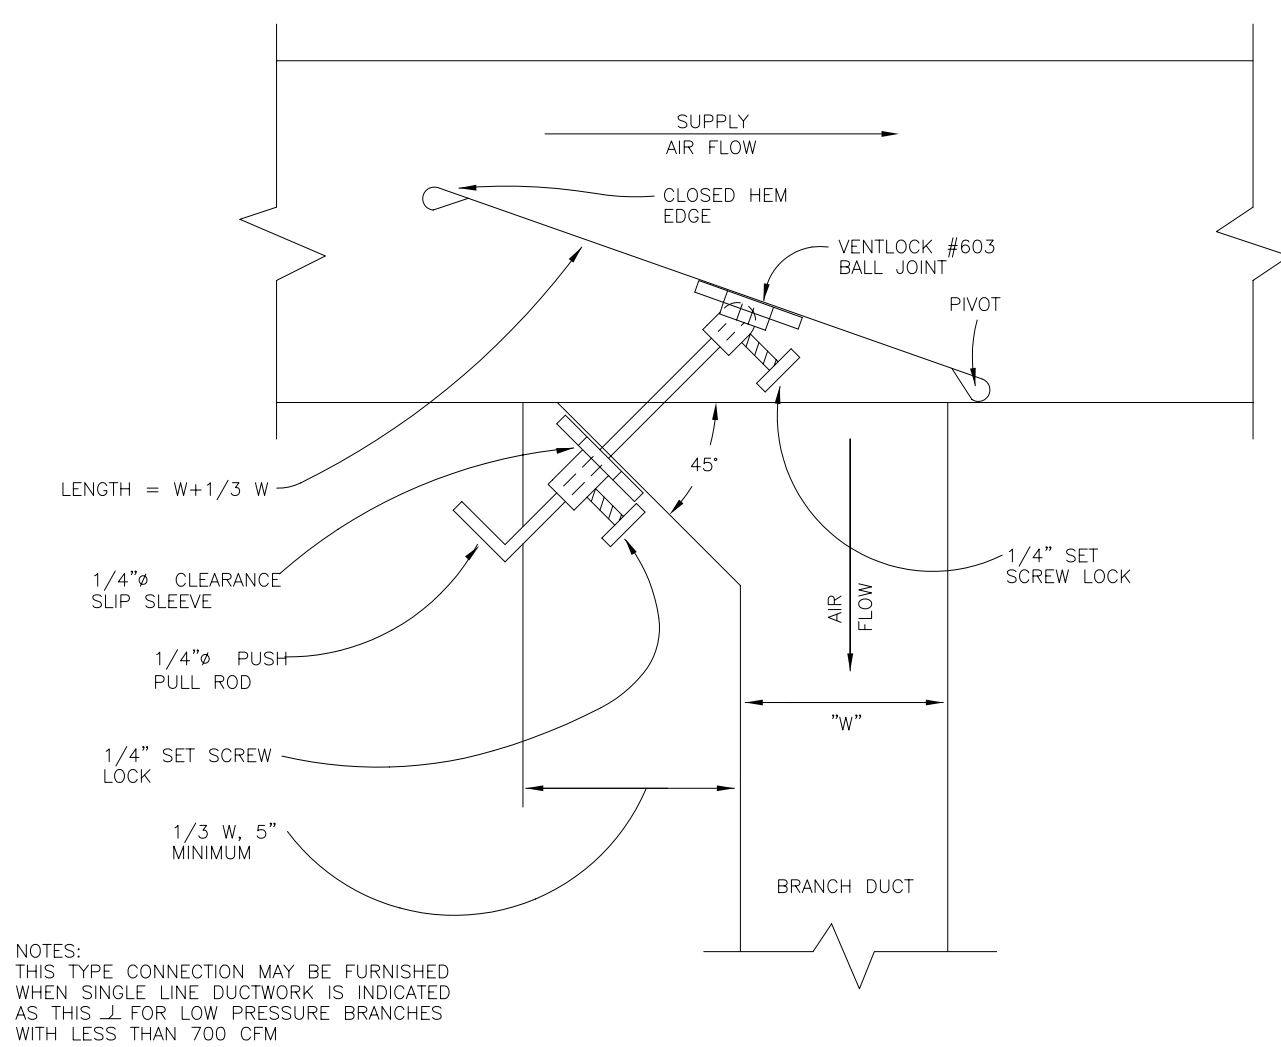 SUPPLY
AIR FLOW
CLOSED HEM
EDGE
VENTLOCK #603
BALL JOINT
PIVOT
45°
LENGTH = W+1/3 W
1/4"ø CLEARANCE
SLIP SLEEVE
1/4" SET
SCREW LOCK
AIR
FLOW
1/4"ø PUSH
PULL ROD
"W"
1/4" SET SCREW
LOCK
1/3 W, 5"
MINIMUM
BRANCH DUCT
NOTES:
THIS TYPE CONNECTION MAY BE FURNISHED
WHEN SINGLE LINE DUCTWORK IS INDICATED
AS THIS FOR LOW PRESSURE BRANCHES
WITH LESS THAN 700 CFM